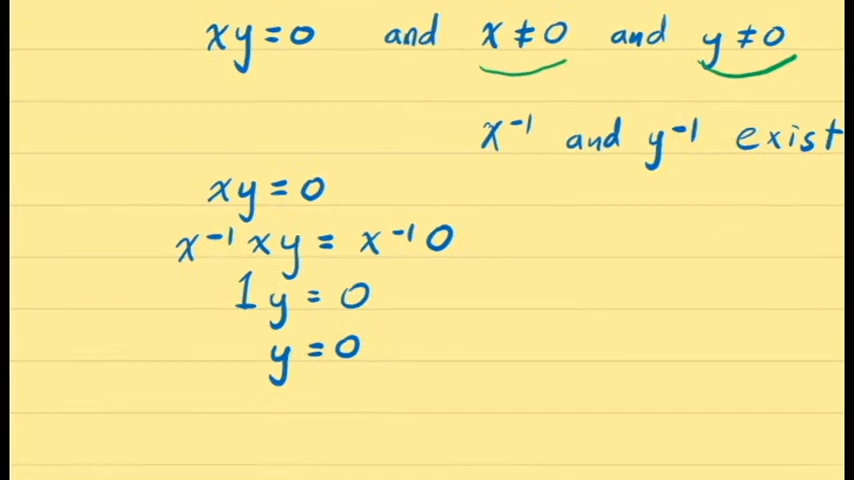 xy = 0 and x ≠ 0 and y ≠ 0
x⁻¹ and y⁻¹ exist
xy = 0
x⁻¹ xy = x⁻¹ 0
1y = 0
y = 0